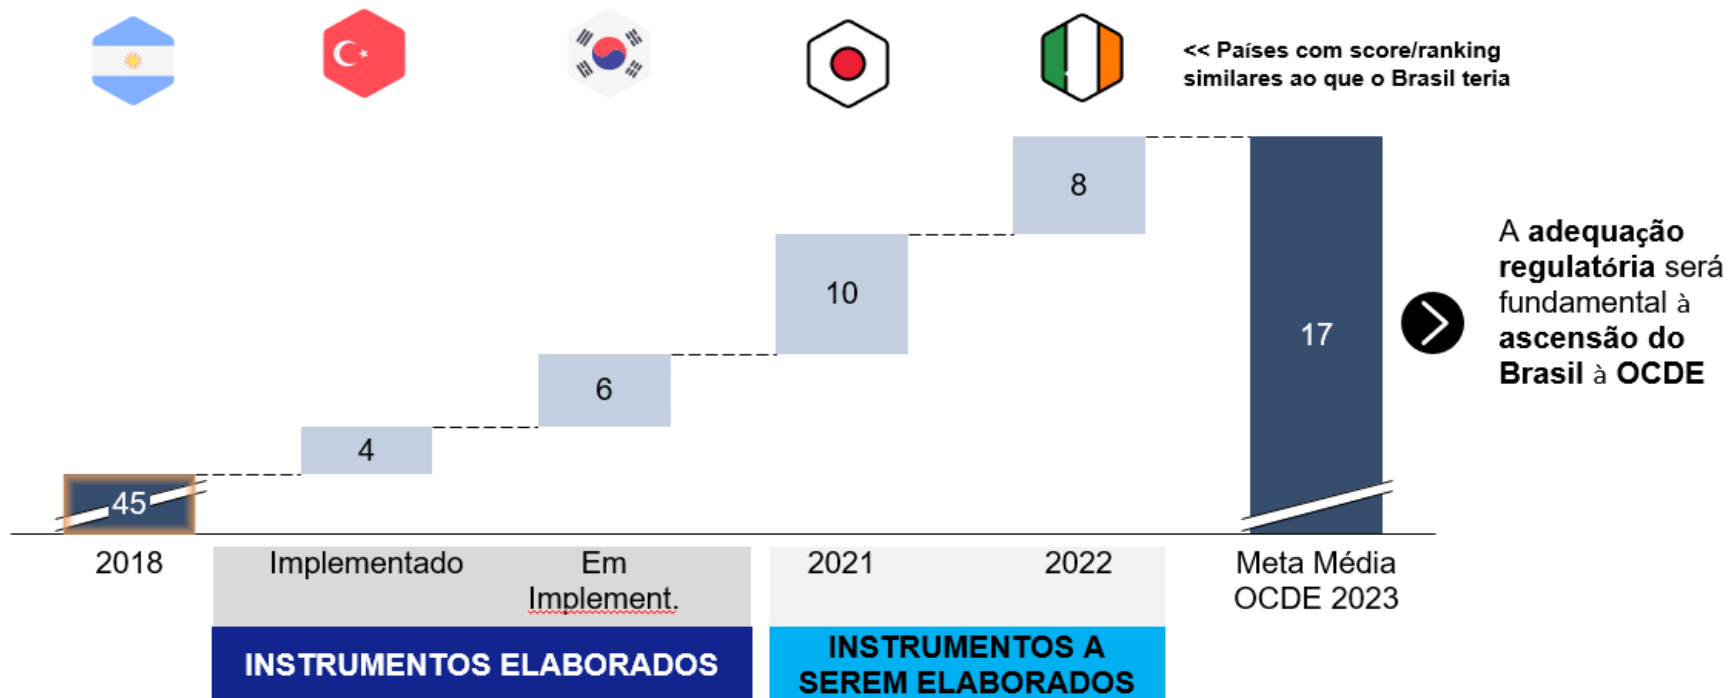 << Países com score/ranking
similares ao que o Brasil teria
8
10
6
4
45
17
A adequação
regulatória será
fundamental à
ascensão do
Brasil à OCDE
2018
Implementado
Em
Implement.
2021
2022
Meta Média
OCDE 2023
INSTRUMENTOS ELABORADOS
INSTRUMENTOS A
SEREM ELABORADOS